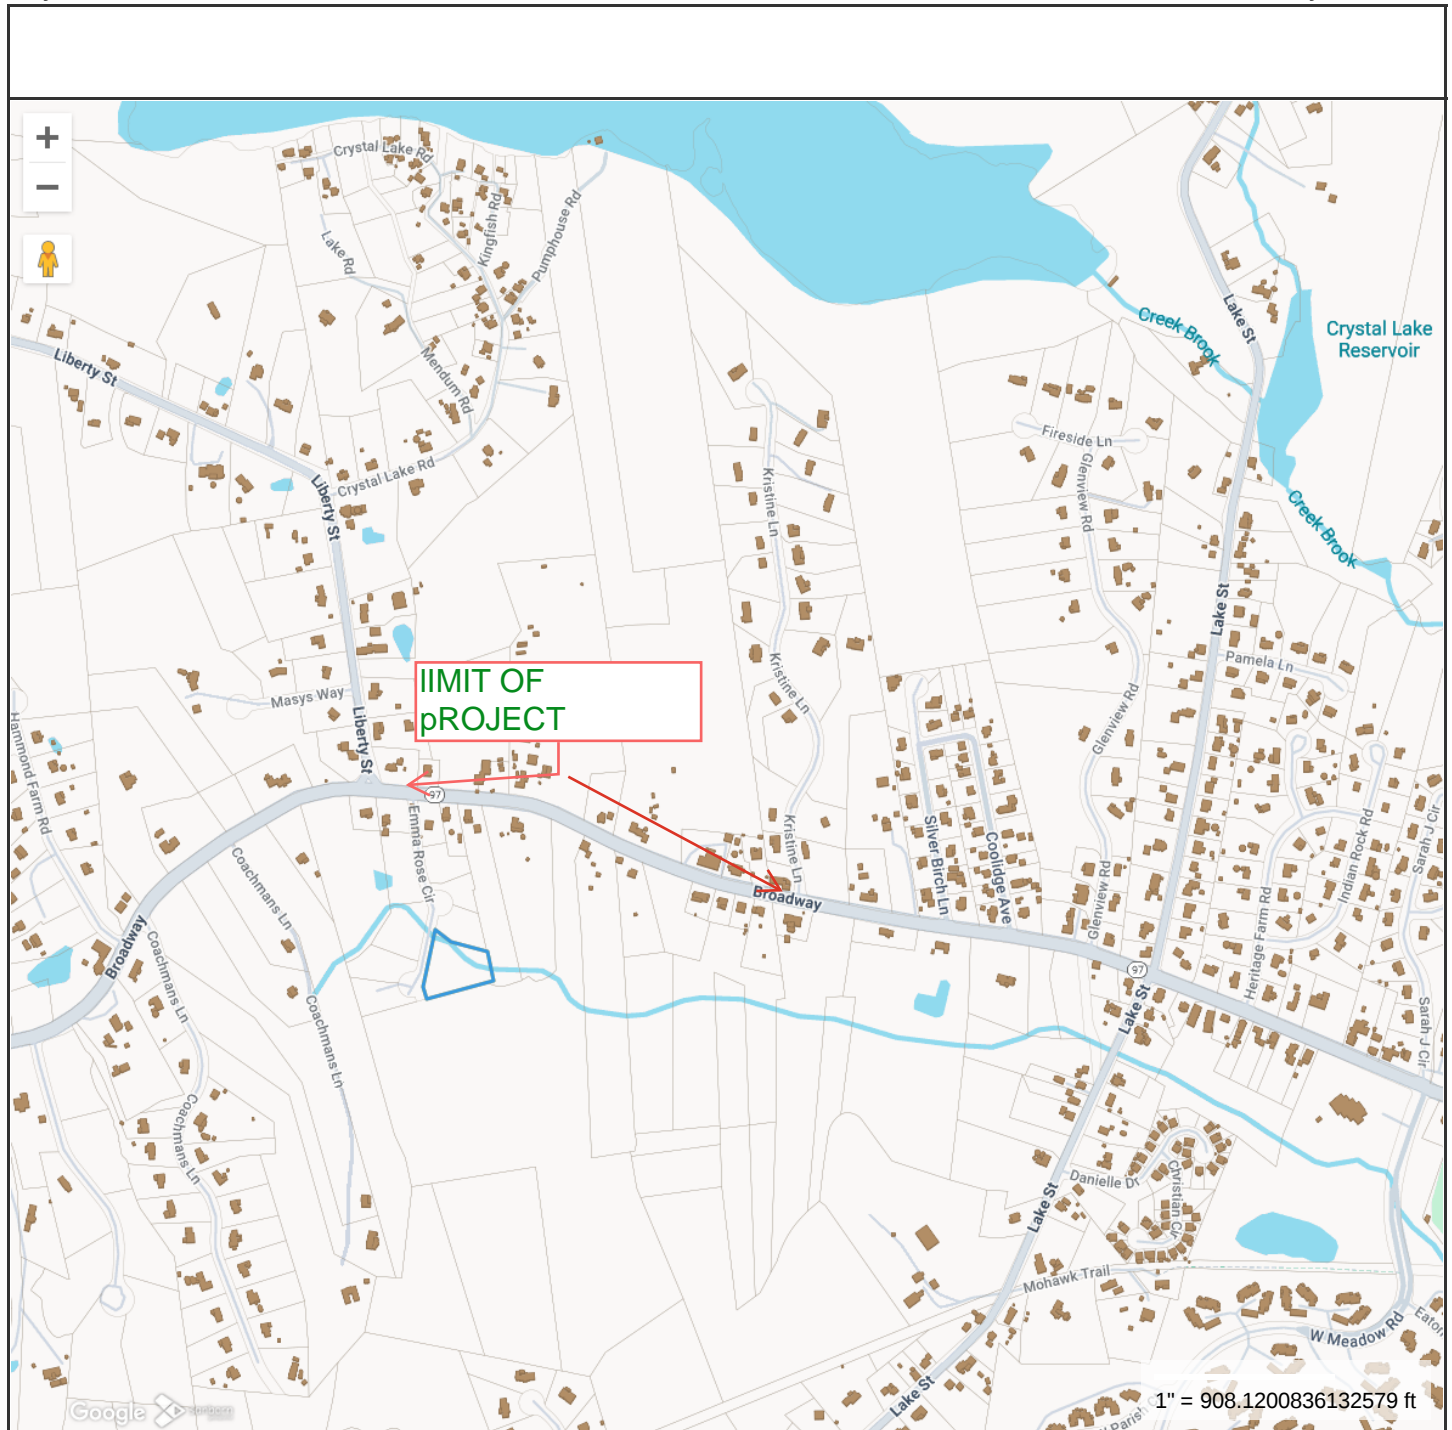 +
−
Crystal Lake Rd
Kingfish Rd
Pumphouse Rd
Lake Rd
Lake St
Creek Brook
Crystal Lake
Reservoir
Liberty St
Mendum Rd
Fireside Ln
Crystal Lake Rd
Liberty St
Kristine Ln
Glenview Rd
Creek Brook
Lake St
Pamela Ln
Masys Way
lIMIT OF
pROJECT
Kristine Ln
Glenview Rd
Liberty St
Hammond Farm Rd
97
Emma Rose Cir
Kristine Ln
Silver Birch Ln
Coolidge Ave
Indian Rock Rd
Sarah J Cir
Coachmans Ln
Broadway
Glenview Rd
Heritage Farm Rd
Broadway
Coachmans Ln
97
Lake St
Sarah J Cir
Coachmans Ln
Coachmans Ln
Danielle Dr
Christian Cir
Lake St
Mohawk Trail
W Meadow Rd
Eaton
Lake St
Parish
1" = 908.1200836132579 ft
Google
Sanborn